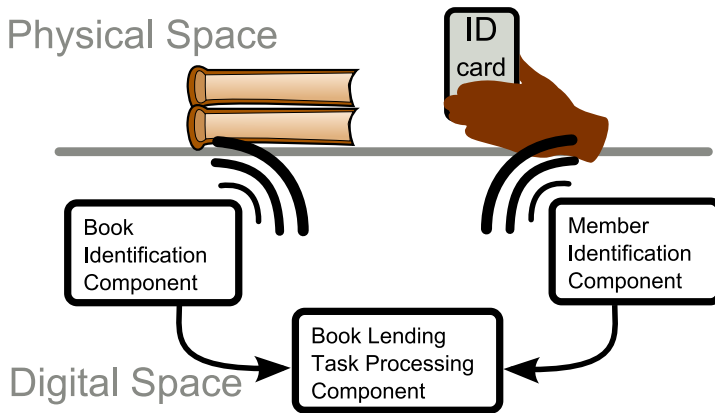 Physical Space
ID
card
Book
Identification
Component
Member
Identification
Component
Book Lending
Task Processing
Component
Digital Space